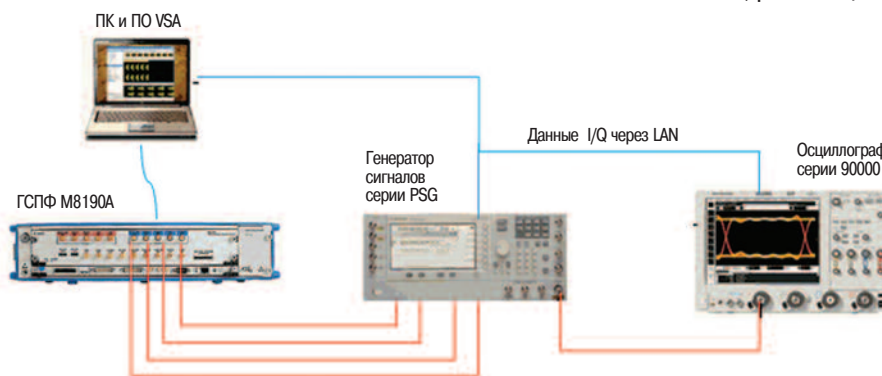 ПК и ПО VSA
Данные I/Q через LAN
Генератор
сигналов
серии PSG
Осциллограф
серии 90000
ГСПФ M8190A